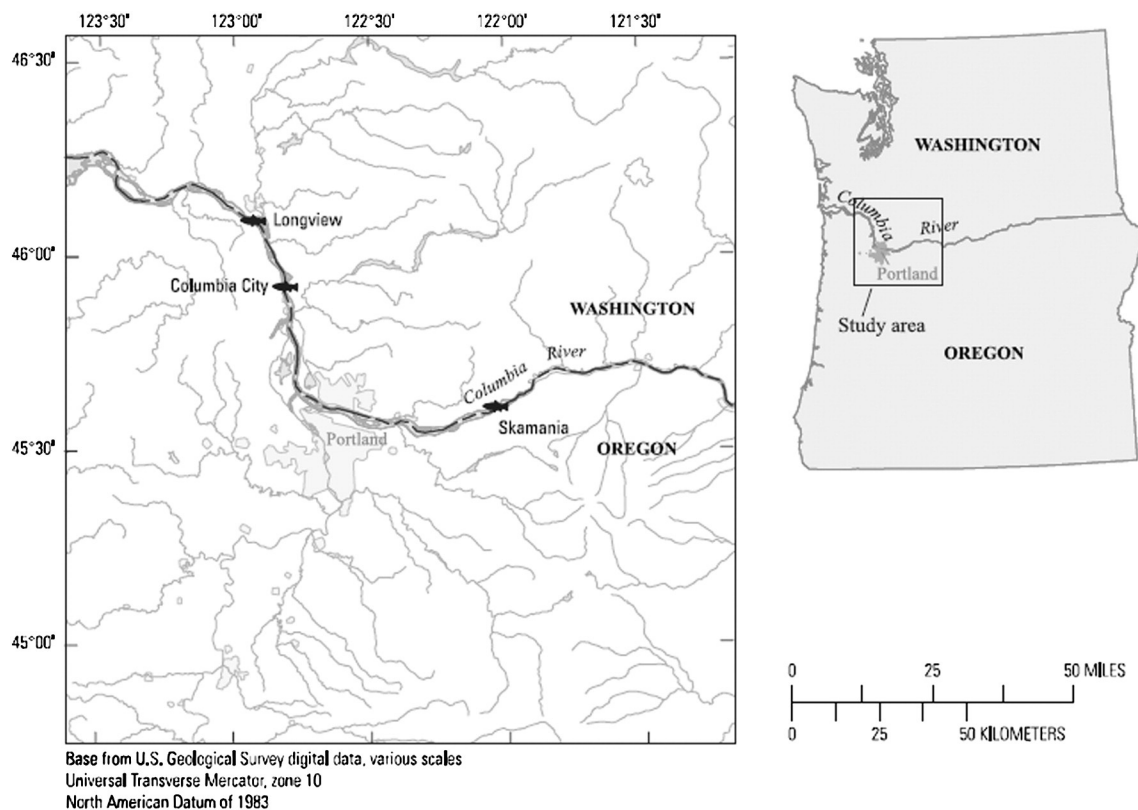 123°30" 123°00" 122°30" 122°00" 121°30"
46°30"
46°00"
45°30"
45°00"
Longview
Columbia City
WASHINGTON
Columbia River
Skamania
Portland
OREGON
WASHINGTON
Columbia River
Portland
Study area
OREGON
0 25 50 MILES
0 25 50 KILOMETERS
Base from U.S. Geological Survey digital data, various scales
Universal Transverse Mercator, zone 10
North American Datum of 1983